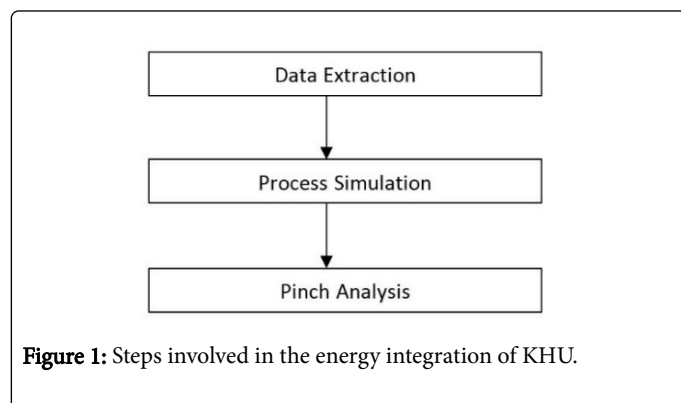 Data Extraction
Process Simulation
Pinch Analysis
Figure 1: Steps involved in the energy integration of KHU.